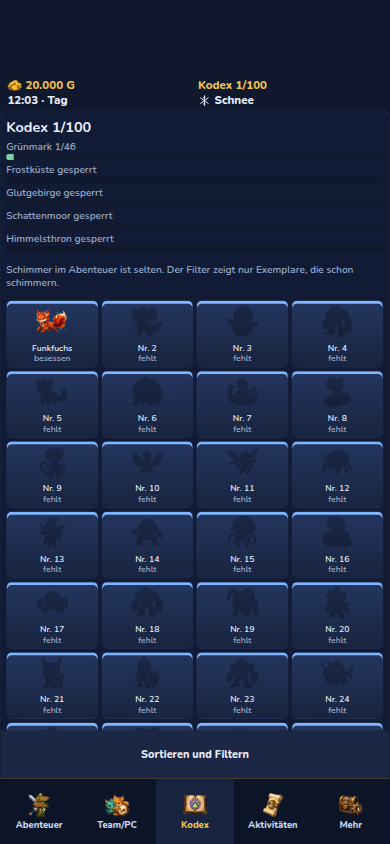 20.000 G
Kodex 1/100
12:03 · Tag
Schnee
Kodex 1/100
Grünmark 1/46
Frostküste gesperrt
Glutgebirge gesperrt
Schattenmoor gesperrt
Himmelsthron gesperrt
Schimmer im Abenteuer ist selten. Der Filter zeigt nur Exemplare, die schon
schimmern.
Funkfuchs
besessen
Nr. 2
fehlt
Nr. 3
fehlt
Nr. 4
fehlt
Nr. 5
fehlt
Nr. 6
fehlt
Nr. 7
fehlt
Nr. 8
fehlt
Nr. 9
fehlt
Nr. 10
fehlt
Nr. 11
fehlt
Nr. 12
fehlt
Nr. 13
fehlt
Nr. 14
fehlt
Nr. 15
fehlt
Nr. 16
fehlt
Nr. 17
fehlt
Nr. 18
fehlt
Nr. 19
fehlt
Nr. 20
fehlt
Nr. 21
fehlt
Nr. 22
fehlt
Nr. 23
fehlt
Nr. 24
fehlt
Sortieren und Filtern
Abenteuer
Team/PC
Kodex
Aktivitäten
Mehr